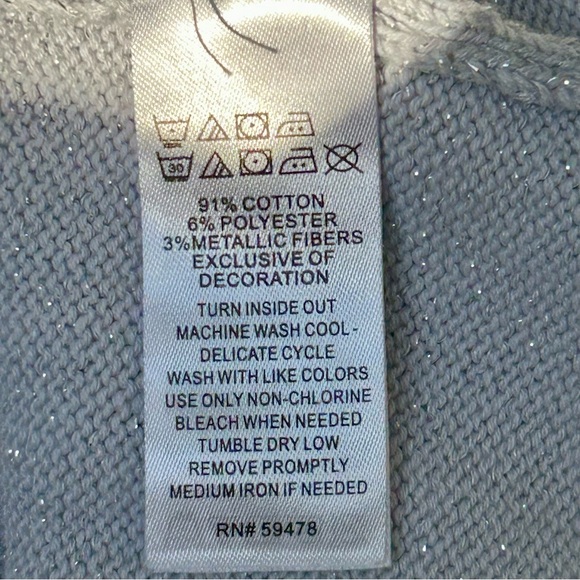 30
91% COTTON
6% POLYESTER
3%METALLIC FIBERS
EXCLUSIVE OF
DECORATION
TURN INSIDE OUT
MACHINE WASH COOL-
DELICATE CYCLE
WASH WITH LIKE COLORS
USE ONLY NON-CHLORINE
BLEACH WHEN NEEDED
TUMBLE DRY LOW
REMOVE PROMPTLY
MEDIUM IRON IF NEEDED
RN# 59478